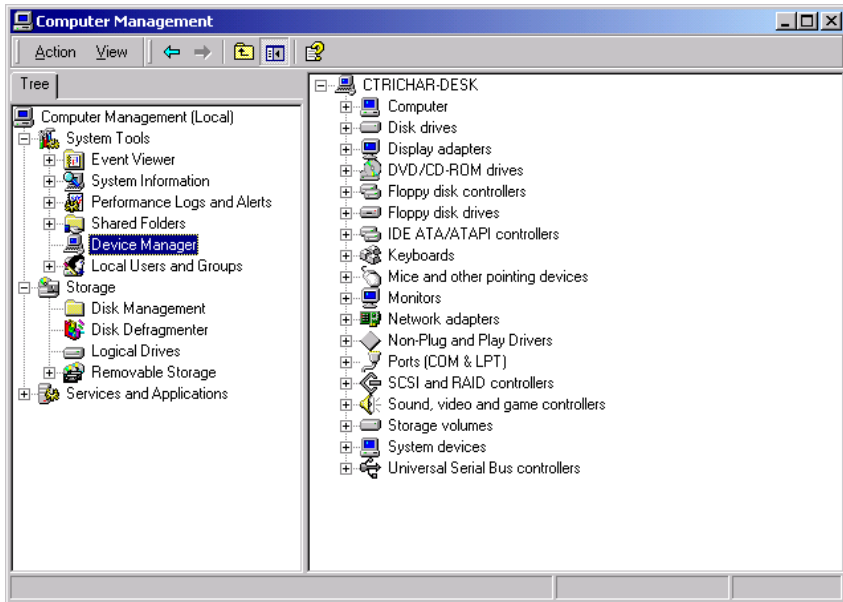 Computer Management
Action View
Tree
Computer Management (Local)
System Tools
Event Viewer
System Information
Performance Logs and Alerts
Shared Folders
Device Manager
Local Users and Groups
Storage
Disk Management
Disk Defragmenter
Logical Drives
Removable Storage
Services and Applications
CTRICHAR-DESK
Computer
Disk drives
Display adapters
DVD/CD-ROM drives
Floppy disk controllers
Floppy disk drives
IDE ATA/ATAPI controllers
Keyboards
Mice and other pointing devices
Monitors
Network adapters
Non-Plug and Play Drivers
Ports (COM & LPT)
SCSI and RAID controllers
Sound, video and game controllers
Storage volumes
System devices
Universal Serial Bus controllers